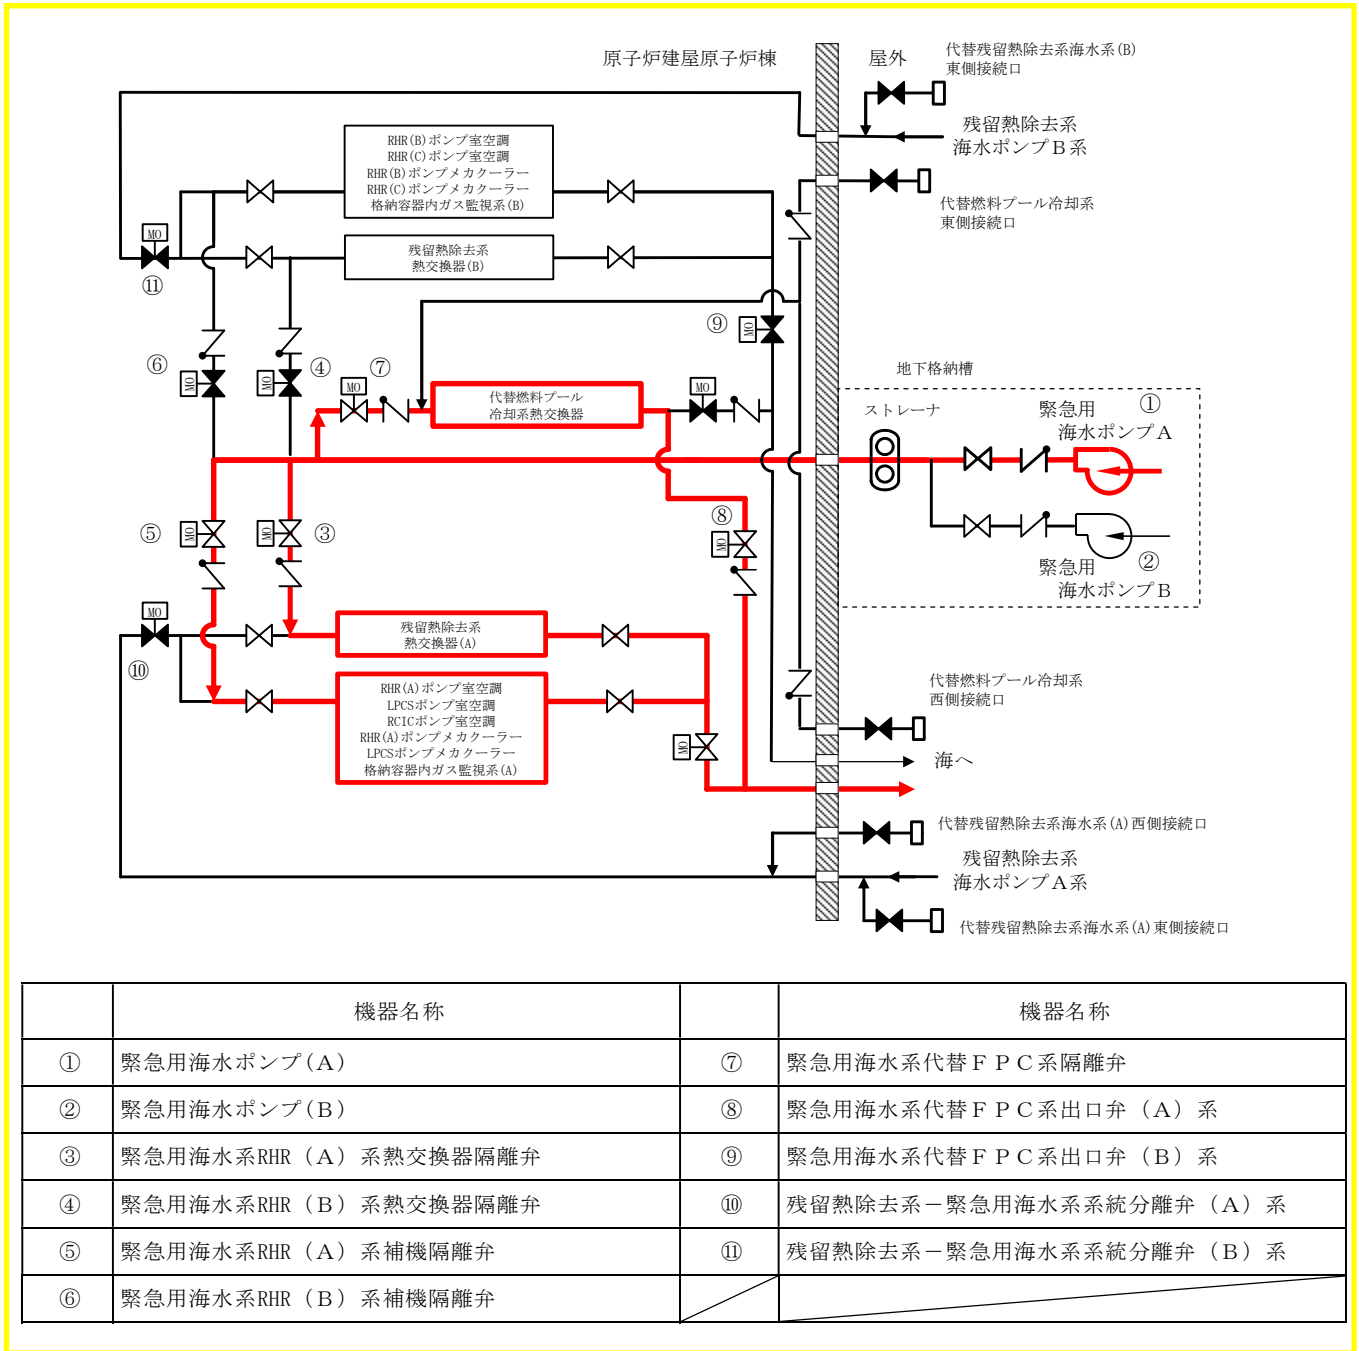 原子炉建屋原子炉棟
屋外
代替残留熱除去系海水系(B)
東側接続口
残留熱除去系
海水ポンプＢ系
RHR(B)ポンプ室空調
RHR(C)ポンプ室空調
RHR(B)ポンプメカクーラー
RHR(C)ポンプメカクーラー
格納容器内ガス監視系(B)
代替燃料プール冷却系
東側接続口
MO
残留熱除去系
熱交換器(B)
⑪
⑨
MO
⑥
MO
MO
④
⑦
MO
代替燃料プール
冷却系熱交換器
MO
地下格納槽
ストレーナ
緊急用
海水ポンプＡ
①
⑤
MO
MO
③
⑧
MO
緊急用
海水ポンプＢ
②
MO
⑩
残留熱除去系
熱交換器(A)
RHR(A)ポンプ室空調
LPCSポンプ室空調
RCICポンプ室空調
RHR(A)ポンプメカクーラー
LPCSポンプメカクーラー
格納容器内ガス監視系(A)
MO
代替燃料プール冷却系
西側接続口
海へ
代替残留熱除去系海水系(A)西側接続口
残留熱除去系
海水ポンプＡ系
代替残留熱除去系海水系(A)東側接続口
機器名称 機器名称
① 緊急用海水ポンプ(Ａ) ⑦ 緊急用海水系代替ＦＰＣ系隔離弁
② 緊急用海水ポンプ(Ｂ) ⑧ 緊急用海水系代替ＦＰＣ系出口弁（Ａ）系
③ 緊急用海水系RHR（Ａ）系熱交換器隔離弁 ⑨ 緊急用海水系代替ＦＰＣ系出口弁（Ｂ）系
④ 緊急用海水系RHR（Ｂ）系熱交換器隔離弁 ⑩ 残留熱除去系－緊急用海水系系統分離弁（Ａ）系
⑤ 緊急用海水系RHR（Ａ）系補機隔離弁 ⑪ 残留熱除去系－緊急用海水系系統分離弁（Ｂ）系
⑥ 緊急用海水系RHR（Ｂ）系補機隔離弁